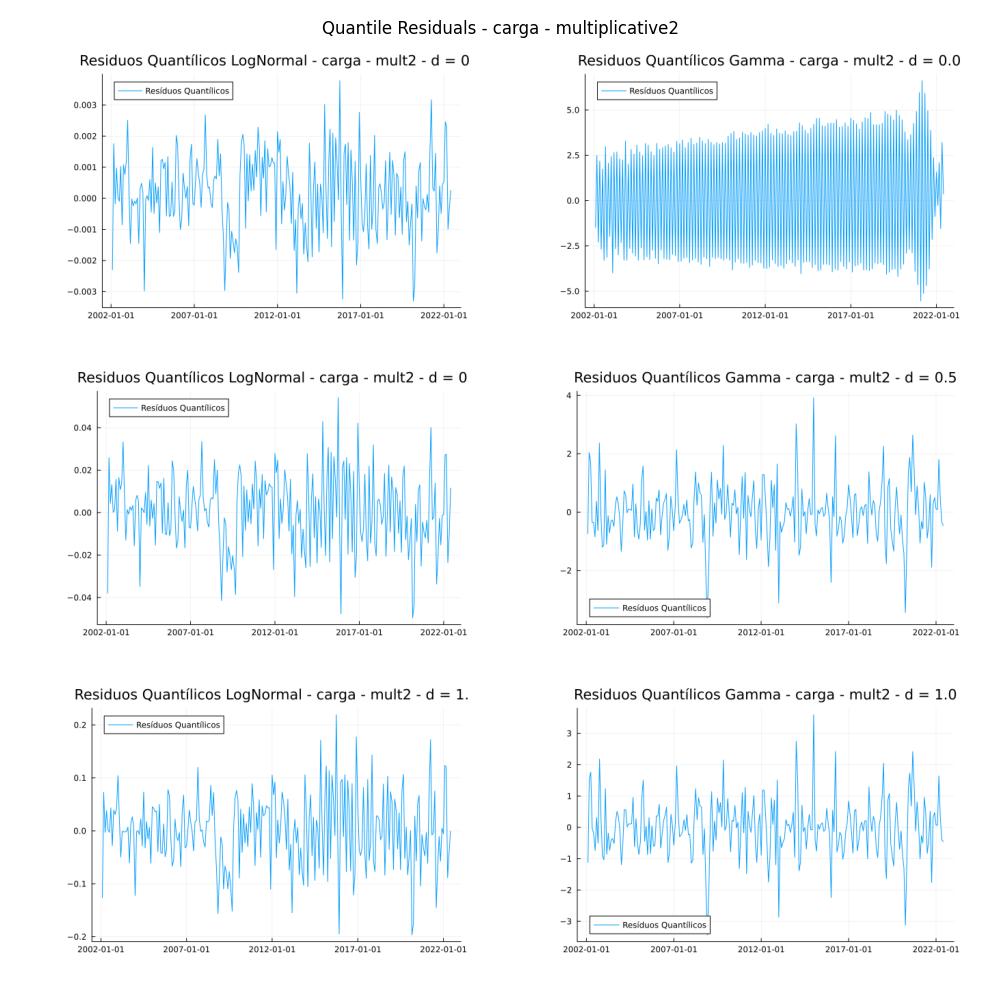 Quantile Residuals - carga - multiplicative2
Residuos Quantílicos LogNormal - carga - mult2 - d = 0
Residuos Quantílicos Gamma - carga - mult2 - d = 0.0
Resíduos Quantílicos
0.003
0.002
0.001
0.000
−0.001
−0.002
−0.003
2002-01-01 2007-01-01 2012-01-01 2017-01-01 2022-01-01
Resíduos Quantílicos
5.0
2.5
0.0
−2.5
−5.0
2002-01-01 2007-01-01 2012-01-01 2017-01-01 2022-01-01
Residuos Quantílicos LogNormal - carga - mult2 - d = 0
Residuos Quantílicos Gamma - carga - mult2 - d = 0.5
Resíduos Quantílicos
0.04
0.02
0.00
−0.02
−0.04
2002-01-01 2007-01-01 2012-01-01 2017-01-01 2022-01-01
4
2
0
−2
Resíduos Quantílicos
2002-01-01 2007-01-01 2012-01-01 2017-01-01 2022-01-01
Residuos Quantílicos LogNormal - carga - mult2 - d = 1.
Residuos Quantílicos Gamma - carga - mult2 - d = 1.0
Resíduos Quantílicos
0.2
0.1
0.0
−0.1
−0.2
2002-01-01 2007-01-01 2012-01-01 2017-01-01 2022-01-01
3
2
1
0
−1
−2
−3
Resíduos Quantílicos
2002-01-01 2007-01-01 2012-01-01 2017-01-01 2022-01-01